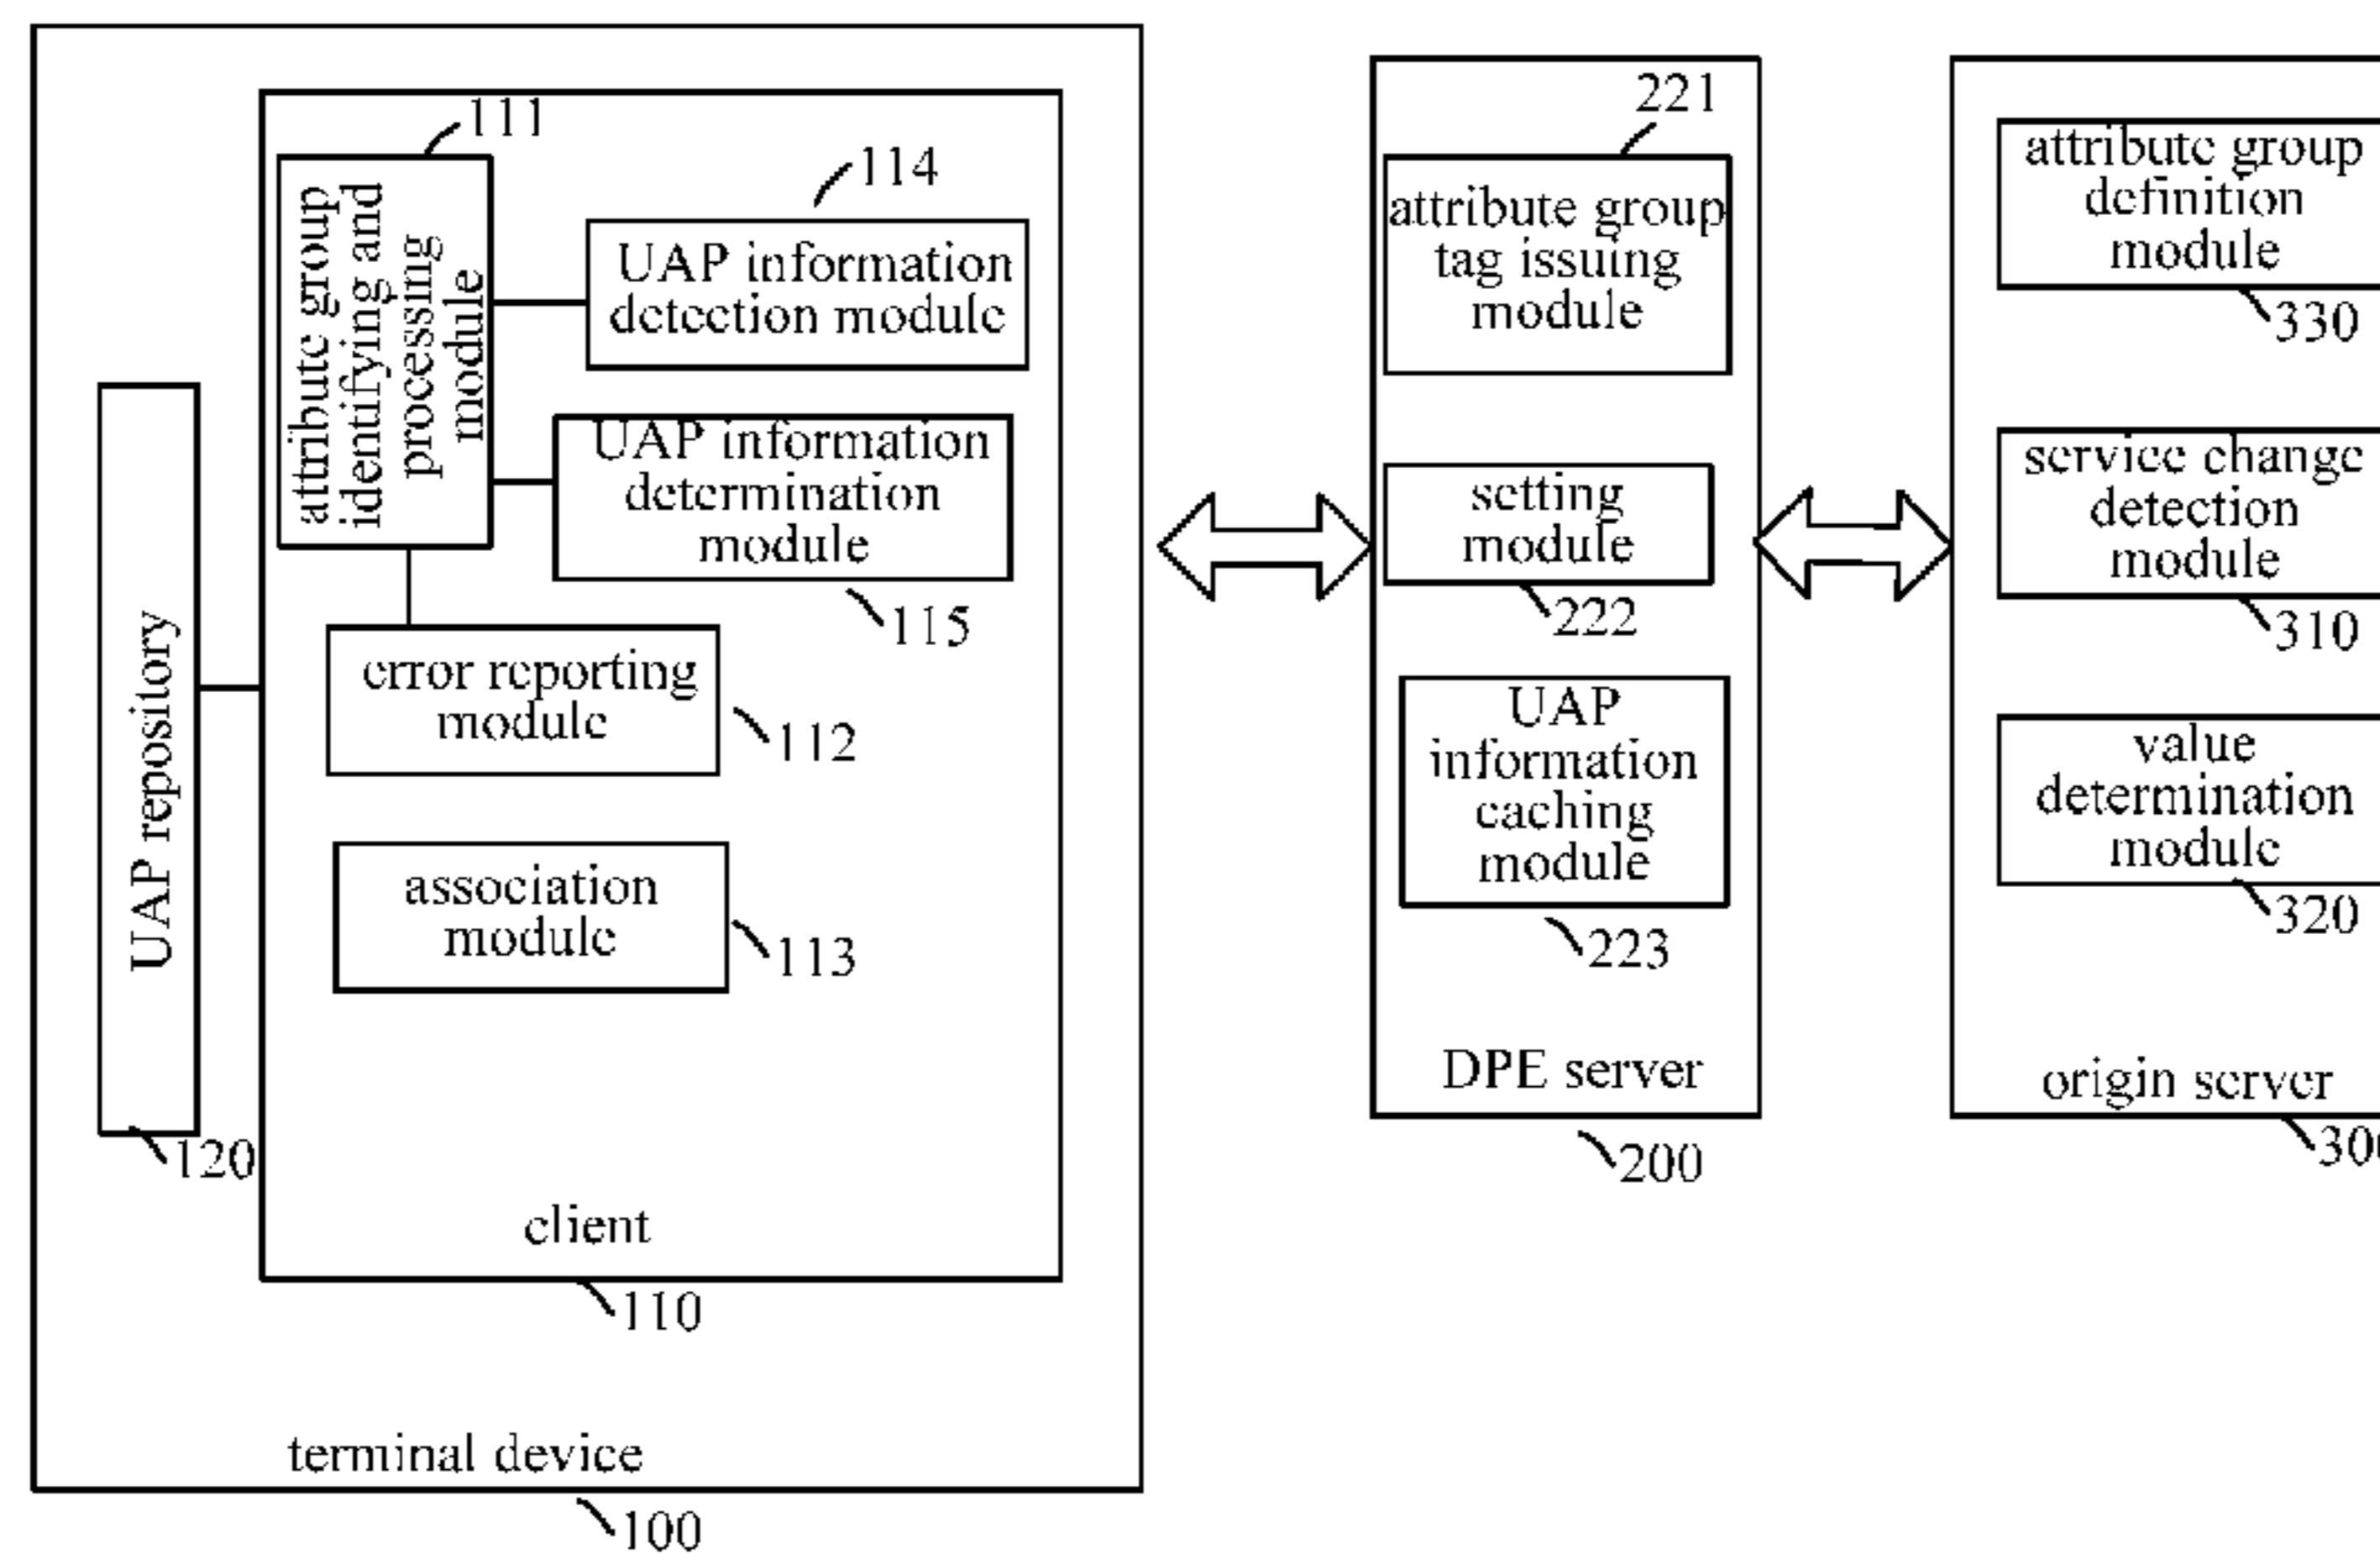 111
attribute group
identifying and
processing
module
114
UAP information
detection module
UAP information
determination
module
115
error reporting
module
112
association
module
113
UAP repository
120
client
110
terminal device
100
221
attribute group
tag issuing
module
setting
module
222
UAP
information
caching
module
223
DPE server
200
attribute group
definition
module
330
service change
detection
module
310
value
determination
module
320
origin server